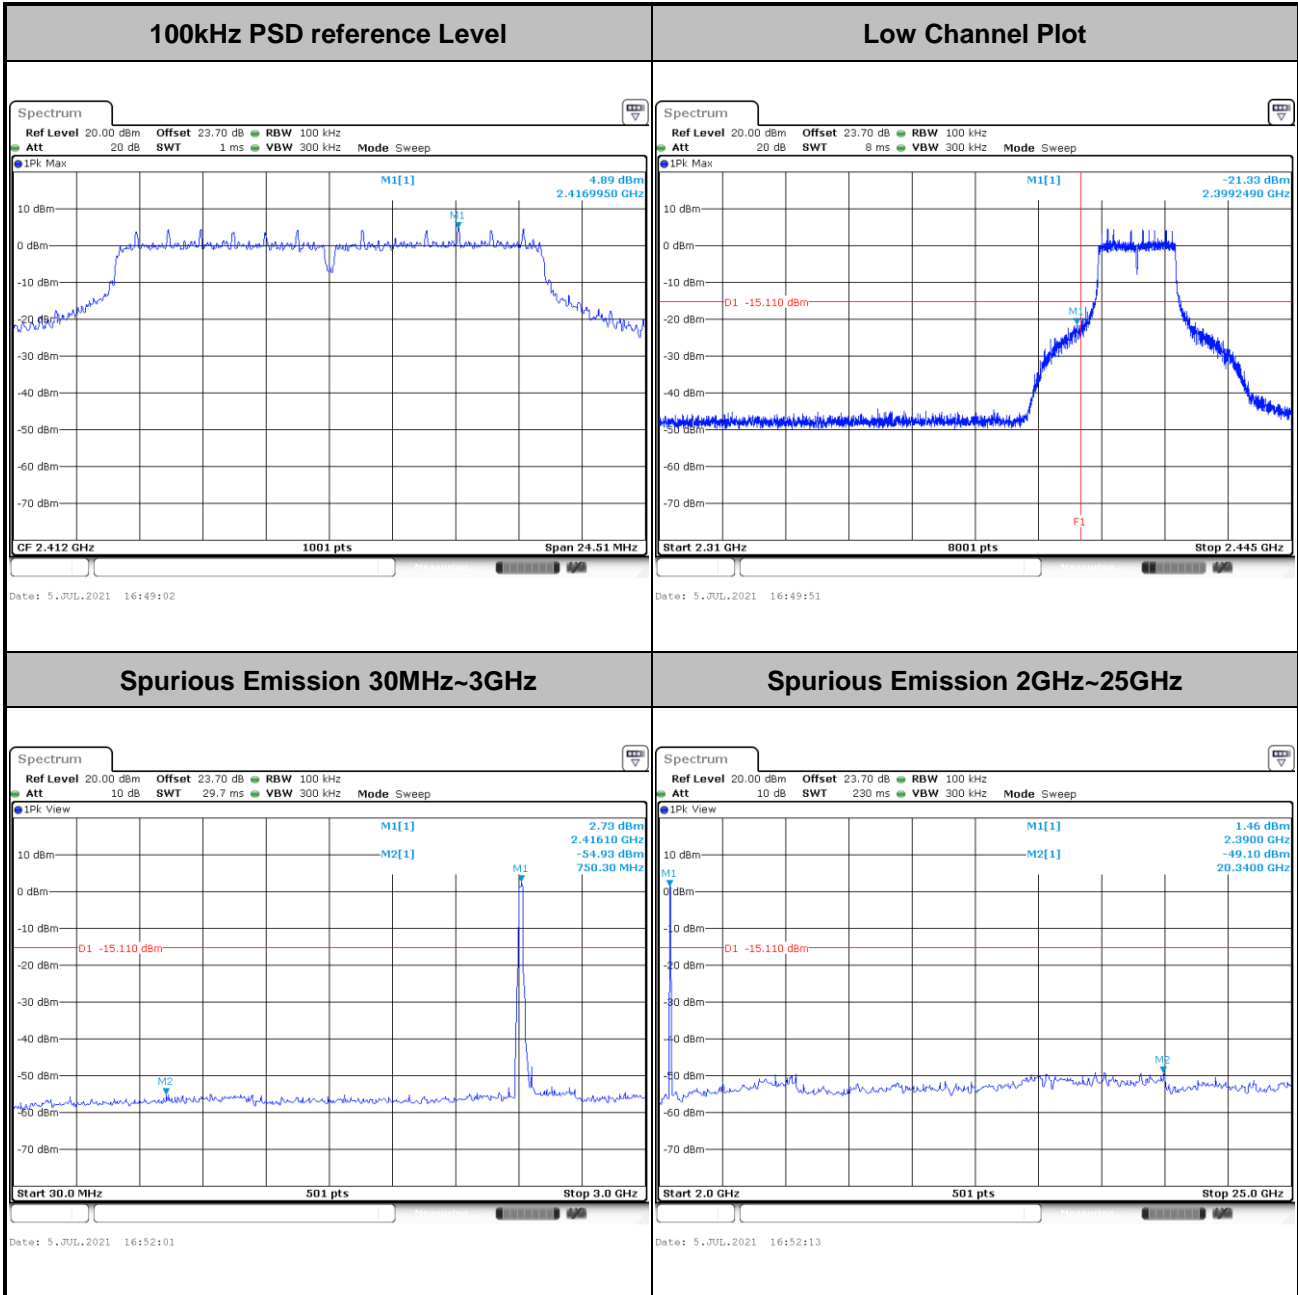 100kHz PSD reference Level
Spectrum
Ref Level 20.00 dBm Offset 23.70 dB RBW 100 kHz
Att 20 dB SWT 1 ms VBW 300 kHz Mode Sweep
1Pk Max
M1[1] 4.89 dBm
2.4169950 GHz
M1
10 dBm
0 dBm
-10 dBm
-20 dBm
-30 dBm
-40 dBm
-50 dBm
-60 dBm
-70 dBm
CF 2.412 GHz 1001 pts Span 24.51 MHz
Measuring
Date: 5.JUL.2021 16:49:02
Low Channel Plot
Spectrum
Ref Level 20.00 dBm Offset 23.70 dB RBW 100 kHz
Att 20 dB SWT 8 ms VBW 300 kHz Mode Sweep
1Pk Max
M1[1] -21.33 dBm
2.3992490 GHz
10 dBm
0 dBm
-10 dBm
D1 -15.110 dBm
M1
-20 dBm
-30 dBm
-40 dBm
-50 dBm
-60 dBm
-70 dBm
F1
Start 2.31 GHz 8001 pts Stop 2.445 GHz
Measuring
Date: 5.JUL.2021 16:49:51
Spurious Emission 30MHz~3GHz
Spectrum
Ref Level 20.00 dBm Offset 23.70 dB RBW 100 kHz
Att 10 dB SWT 29.7 ms VBW 300 kHz Mode Sweep
1Pk View
M1[1] 2.73 dBm
2.41610 GHz
M2[1] -54.93 dBm
750.30 MHz
10 dBm
M1
0 dBm
-10 dBm
D1 -15.110 dBm
-20 dBm
-30 dBm
-40 dBm
-50 dBm
M2
-60 dBm
-70 dBm
Start 30.0 MHz 501 pts Stop 3.0 GHz
Measuring
Date: 5.JUL.2021 16:52:01
Spurious Emission 2GHz~25GHz
Spectrum
Ref Level 20.00 dBm Offset 23.70 dB RBW 100 kHz
Att 10 dB SWT 230 ms VBW 300 kHz Mode Sweep
1Pk View
M1[1] 1.46 dBm
2.3900 GHz
M2[1] -49.10 dBm
20.3400 GHz
10 dBm
M1
0 dBm
-10 dBm
D1 -15.110 dBm
-20 dBm
-30 dBm
-40 dBm
M2
-50 dBm
-60 dBm
-70 dBm
Start 2.0 GHz 501 pts Stop 25.0 GHz
Measuring
Date: 5.JUL.2021 16:52:13